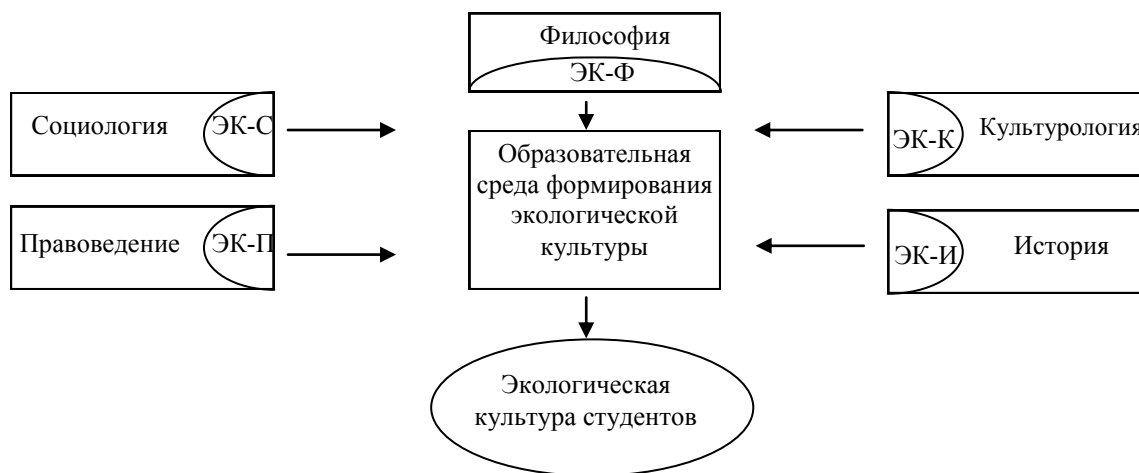 Философия
ЭК-Ф
Социология
ЭК-С
ЭК-К
Культурология
Образовательная
среда формирования
экологической
культуры
Правоведение
ЭК-П
ЭК-И
История
Экологическая
культура студентов